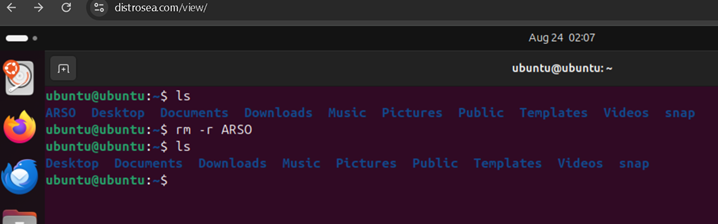 distrosea.com/view/
Aug 24 02:07
ubuntu@ubuntu: ~
ubuntu@ubuntu:~$ ls
ARSO Desktop Documents Downloads Music Pictures Public Templates Videos snap
ubuntu@ubuntu:~$ rm -r ARSO
ubuntu@ubuntu:~$ ls
Desktop Documents Downloads Music Pictures Public Templates Videos snap
ubuntu@ubuntu:~$